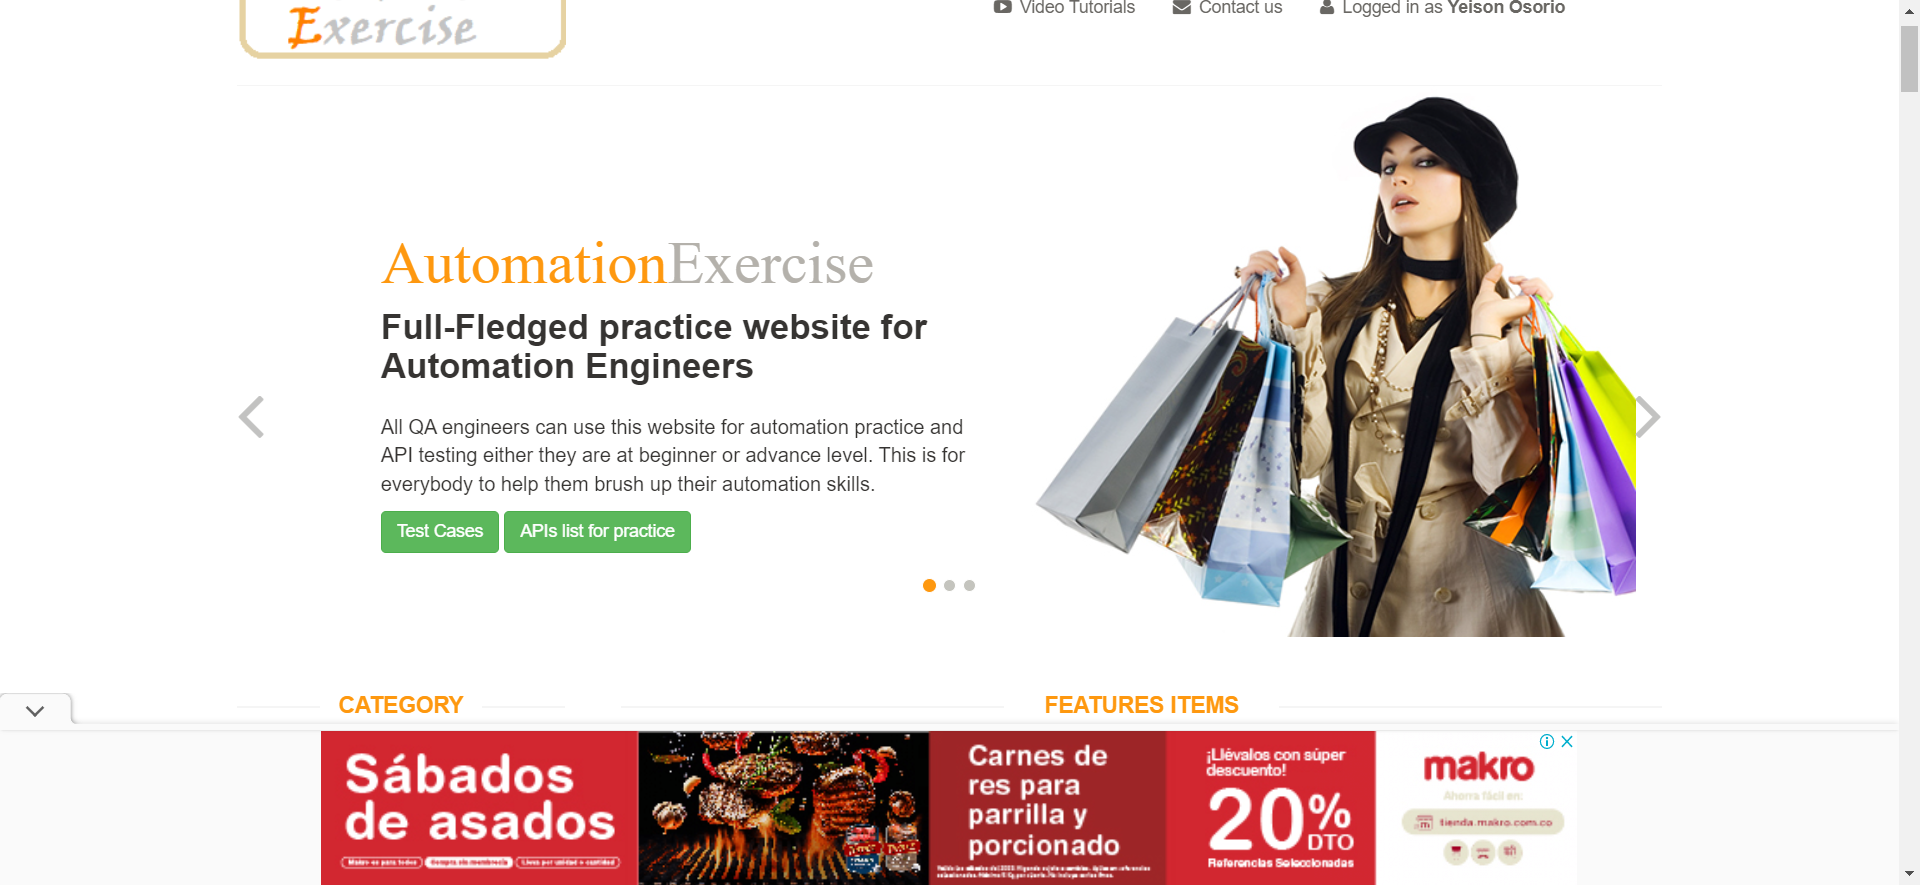 Exercise
Video Tutorials
Contact us
Logged in as Yeison Osorio
AutomationExercise
Full-Fledged practice website for
Automation Engineers
All QA engineers can use this website for automation practice and
API testing either they are at beginner or advance level. This is for
everybody to help them brush up their automation skills.
Test Cases
APIs list for practice
CATEGORY
FEATURES ITEMS
Sábados
de asados
Makro es para todos
Compra sin membrecía
Lleva por unidad o cantidad
Carnes de
res para
parrilla y
porcionado
¡Llévalos con súper
descuento!
20%
DTO
Referencias Seleccionadas
makro
Ahorra fácil en:
tienda.makro.com.co